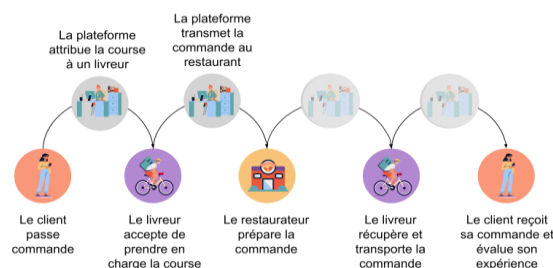 La plateforme
attribue la course
à un livreur
La plateforme
transmet la
commande au
restaurant
Le client
passe
commande
Le livreur
accepte de
prendre en
charge la course
Le restaurateur
prépare la
commande
Le livreur
récupère et
transporte la
commande
Le client reçoit
sa commande et
évalue son
expérience